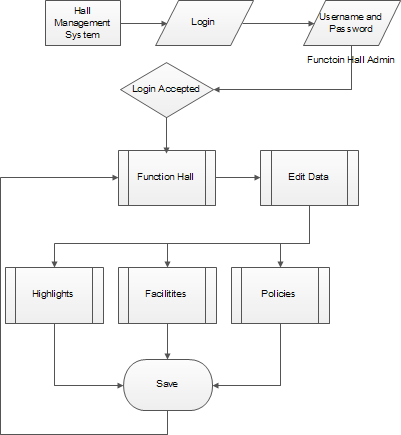 Hall
Management
System
Login
Username and
Password
Functoin Hall Admin
Login Accepted
Function Hall
Edit Data
Highlights
Facilitites
Policies
Save